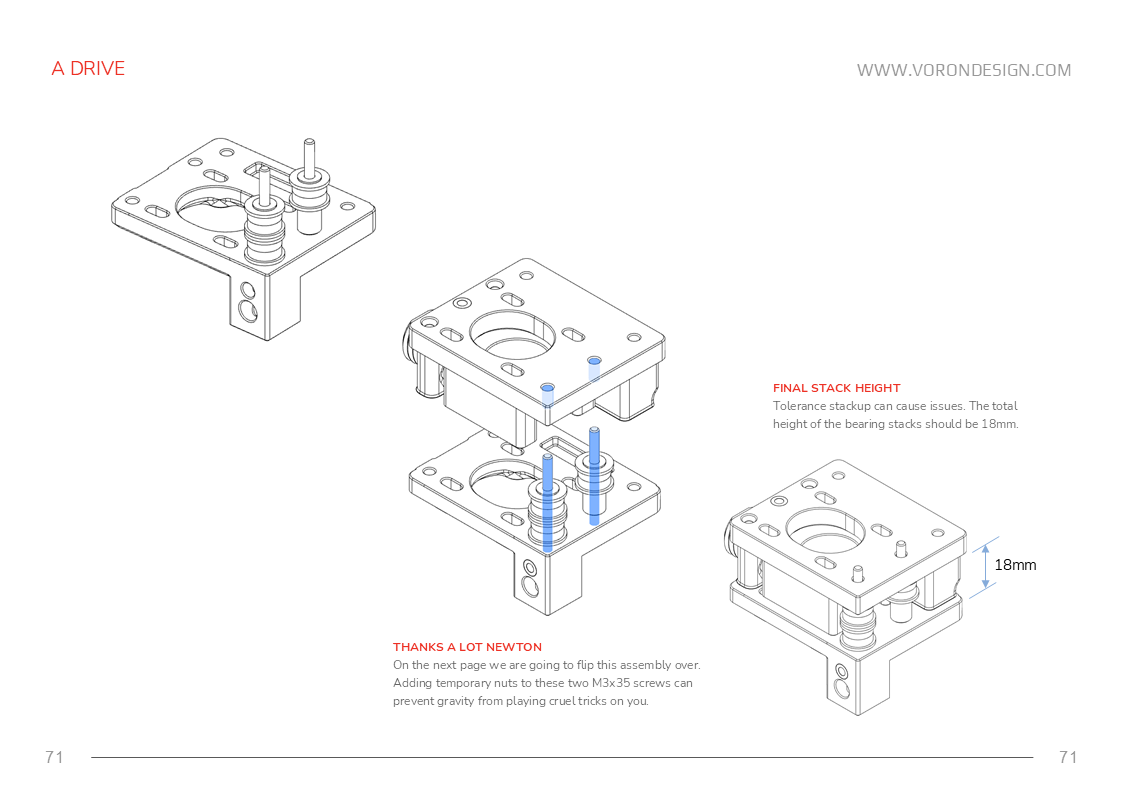 A DRIVE
WWW.VORONDESIGN.COM
FINAL STACK HEIGHT
Tolerance stackup can cause issues. The total
height of the bearing stacks should be 18mm.
18mm
THANKS A LOT NEWTON
On the next page we are going to flip this assembly over.
Adding temporary nuts to these two M3x35 screws can
prevent gravity from playing cruel tricks on you.
71
71